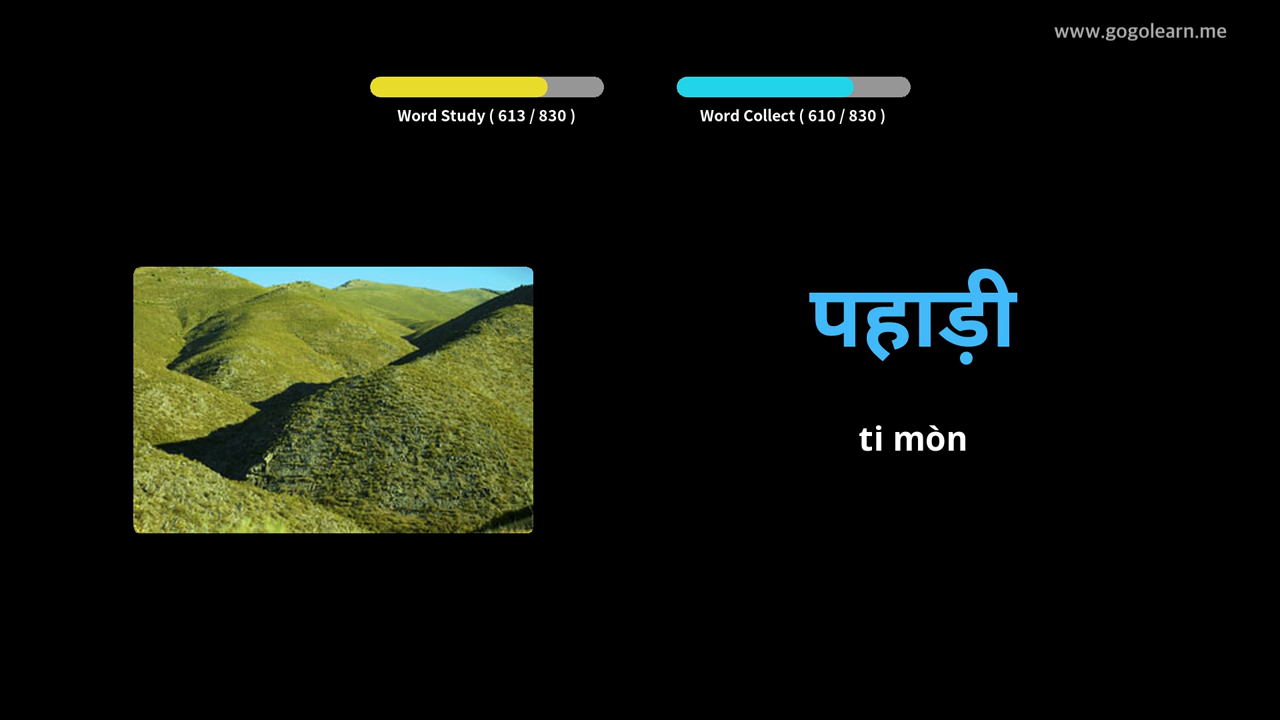 www.gogolearn.me
Word Study ( 613 / 830 )
Word Collect ( 610 / 830 )
पहाड़ी
ti mòn